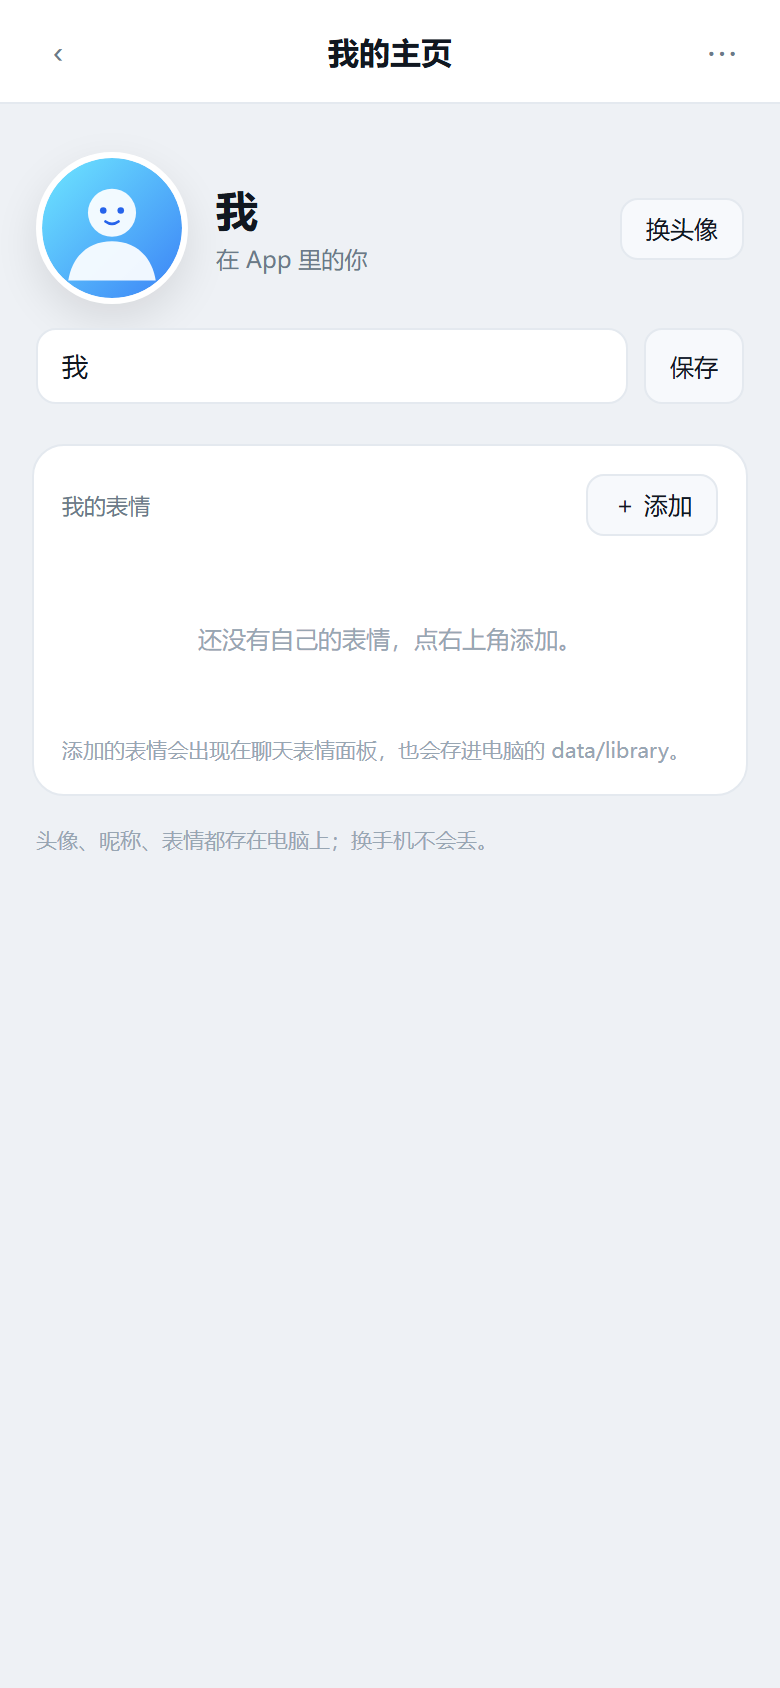 ‹ 我的主页 ···
我
在 App 里的你
换头像
我
保存
我的表情
+ 添加
还没有自己的表情，点右上角添加。
添加的表情会出现在聊天表情面板，也会存进电脑的 data/library。
头像、昵称、表情都存在电脑上；换手机不会丢。